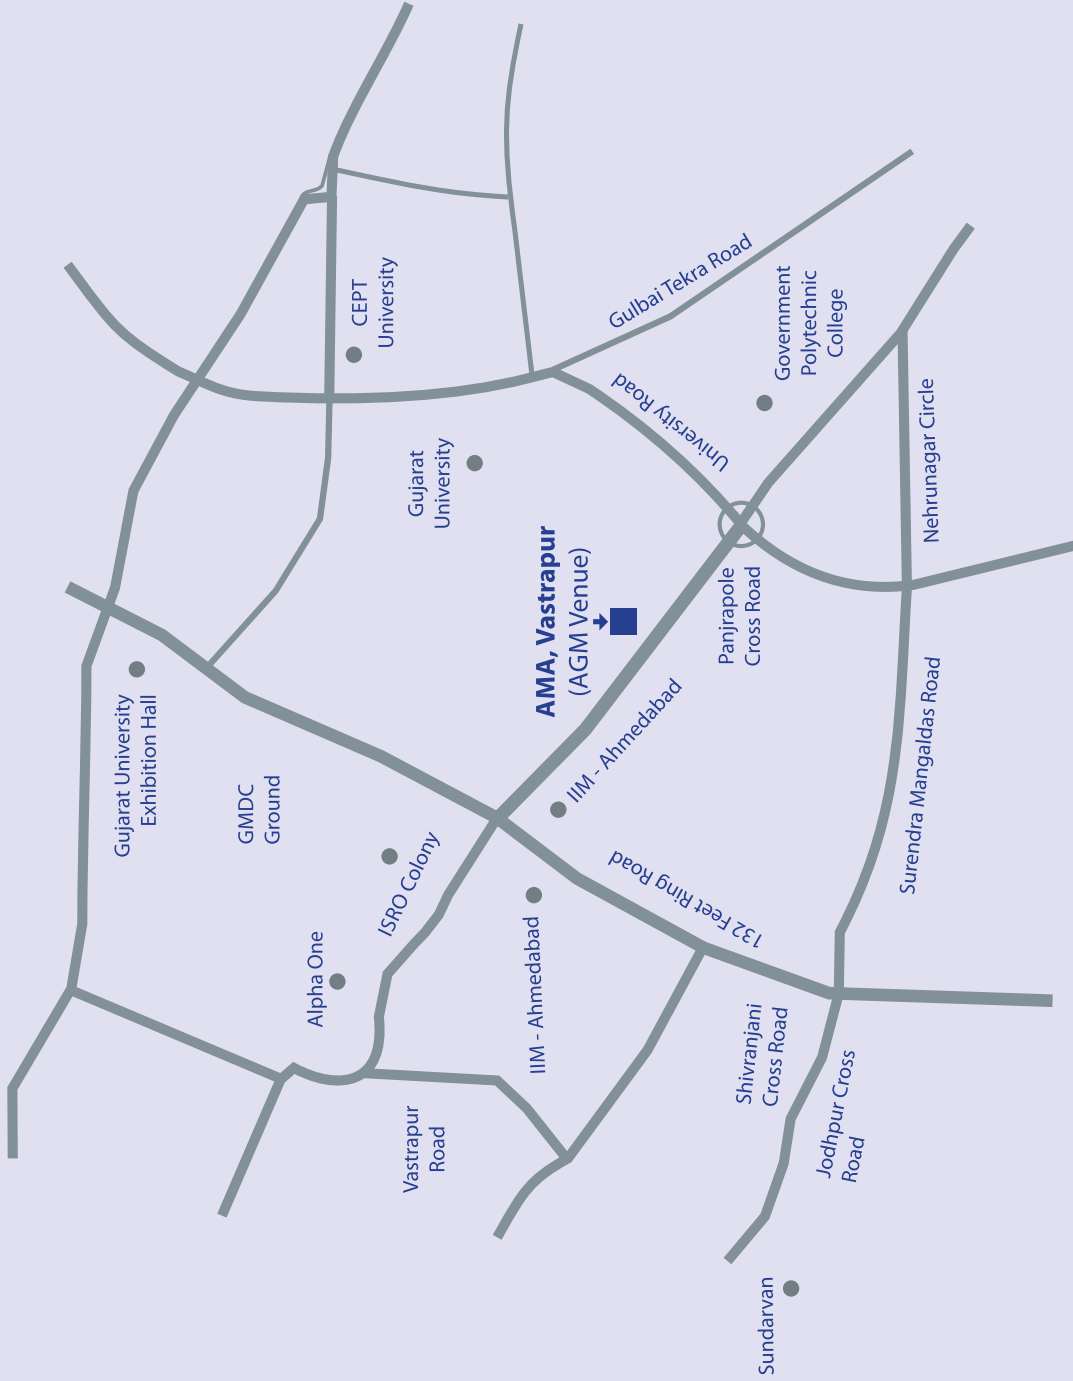 CEPT
University
Gulbai Tekra Road
Government
Polytechnic
College
University Road
Nehrunagar Circle
Gujarat
University
AMA, Vastrapur
(AGM Venue)
Panjrapole
Cross Road
Gujarat University
Exhibition Hall
GMDC
Ground
IIM - Ahmedabad
Surendra Mangaldas Road
ISRO Colony
132 Feet Ring Road
Alpha One
IIM - Ahmedabad
Shivranjani
Cross Road
Jodhpur Cross
Road
Vastrapur
Road
Sundarvan